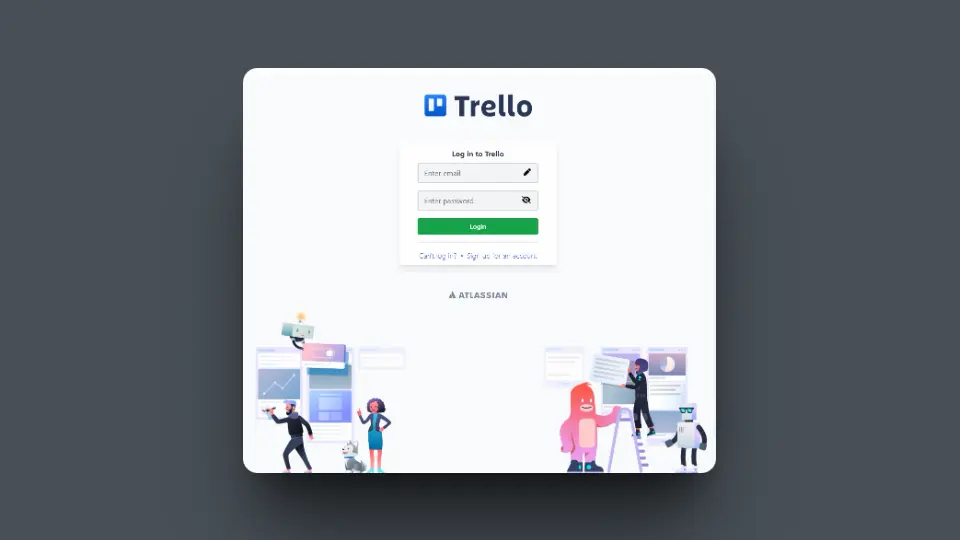 Trello
Log in to Trello
Enter email
Enter password
Login
Can't log in? • Sign up for an account
ATLASSIAN